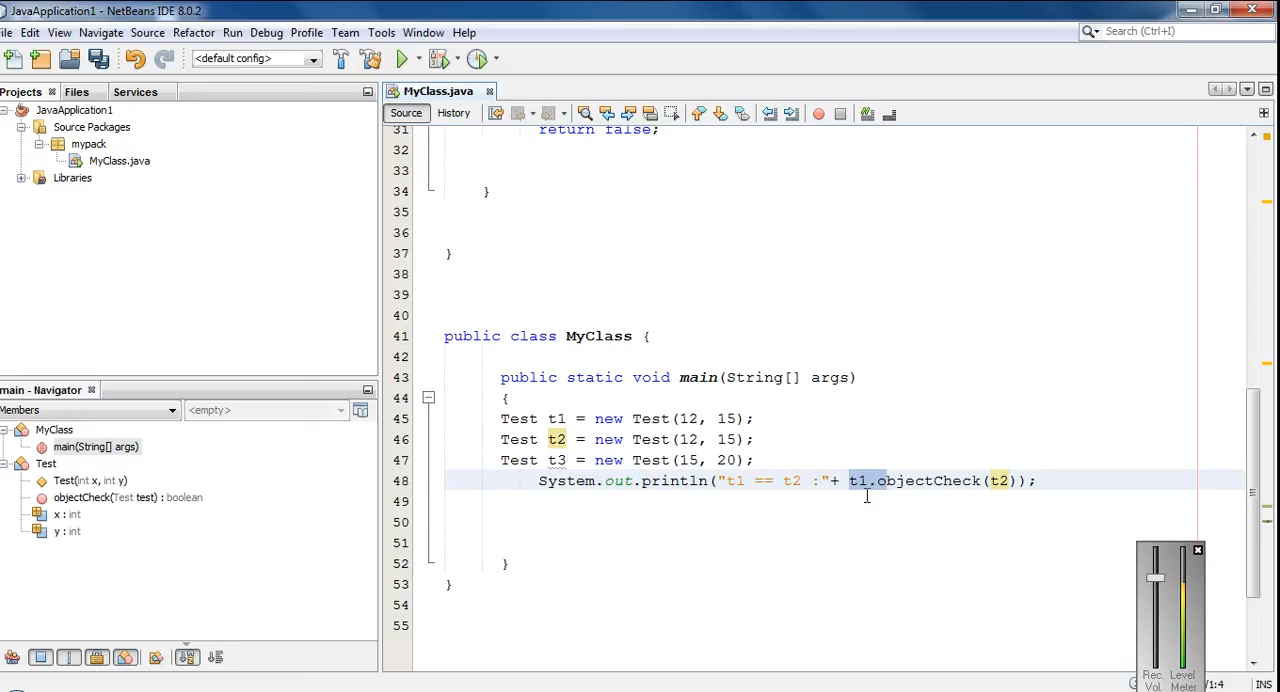 JavaApplication1 - NetBeans IDE 8.0.2
ile Edit View Navigate Source Refactor Run Debug Profile Team Tools Window Help
Search (Ctrl+I)
<default config>
Projects Files Services
MyClass.java
Source History
JavaApplication1
Source Packages
mypack
MyClass.java
Libraries
31 return false;
32
33
34 }
35
36
37 }
38
39
40
41 public class MyClass {
42
43 public static void main(String[] args)
44 {
45 Test t1 = new Test(12, 15);
46 Test t2 = new Test(12, 15);
47 Test t3 = new Test(15, 20);
48 System.out.println("t1 == t2 :"+ t1.objectCheck(t2));
49
50
51
52 }
53 }
54
55
main - Navigator
Members <empty>
MyClass
main(String[] args)
Test
Test(int x, int y)
objectCheck(Test test) : boolean
x : int
y : int
Rec. Vol. Level Meter
/1:4 INS